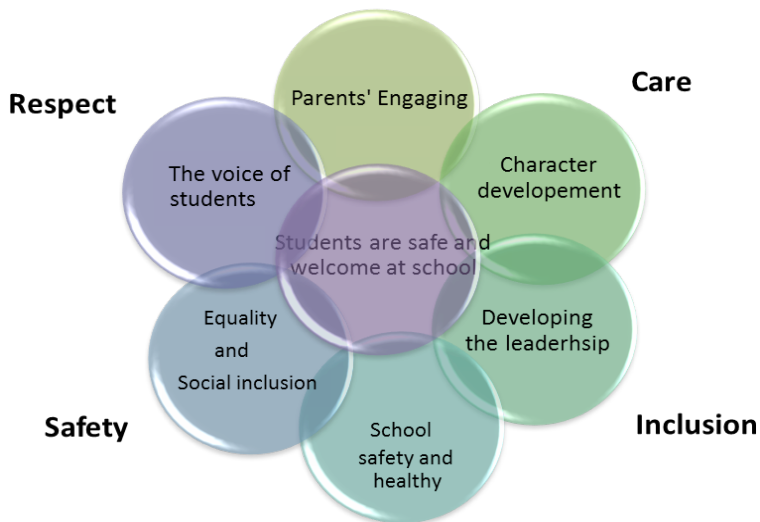 Respect
Care
Parents' Engaging
The voice of
students
Character
developement
Students are safe and
welcome at school
Equality
and
Social inclusion
Developing
the leaderhsip
Safety
Inclusion
School
safety and
healthy